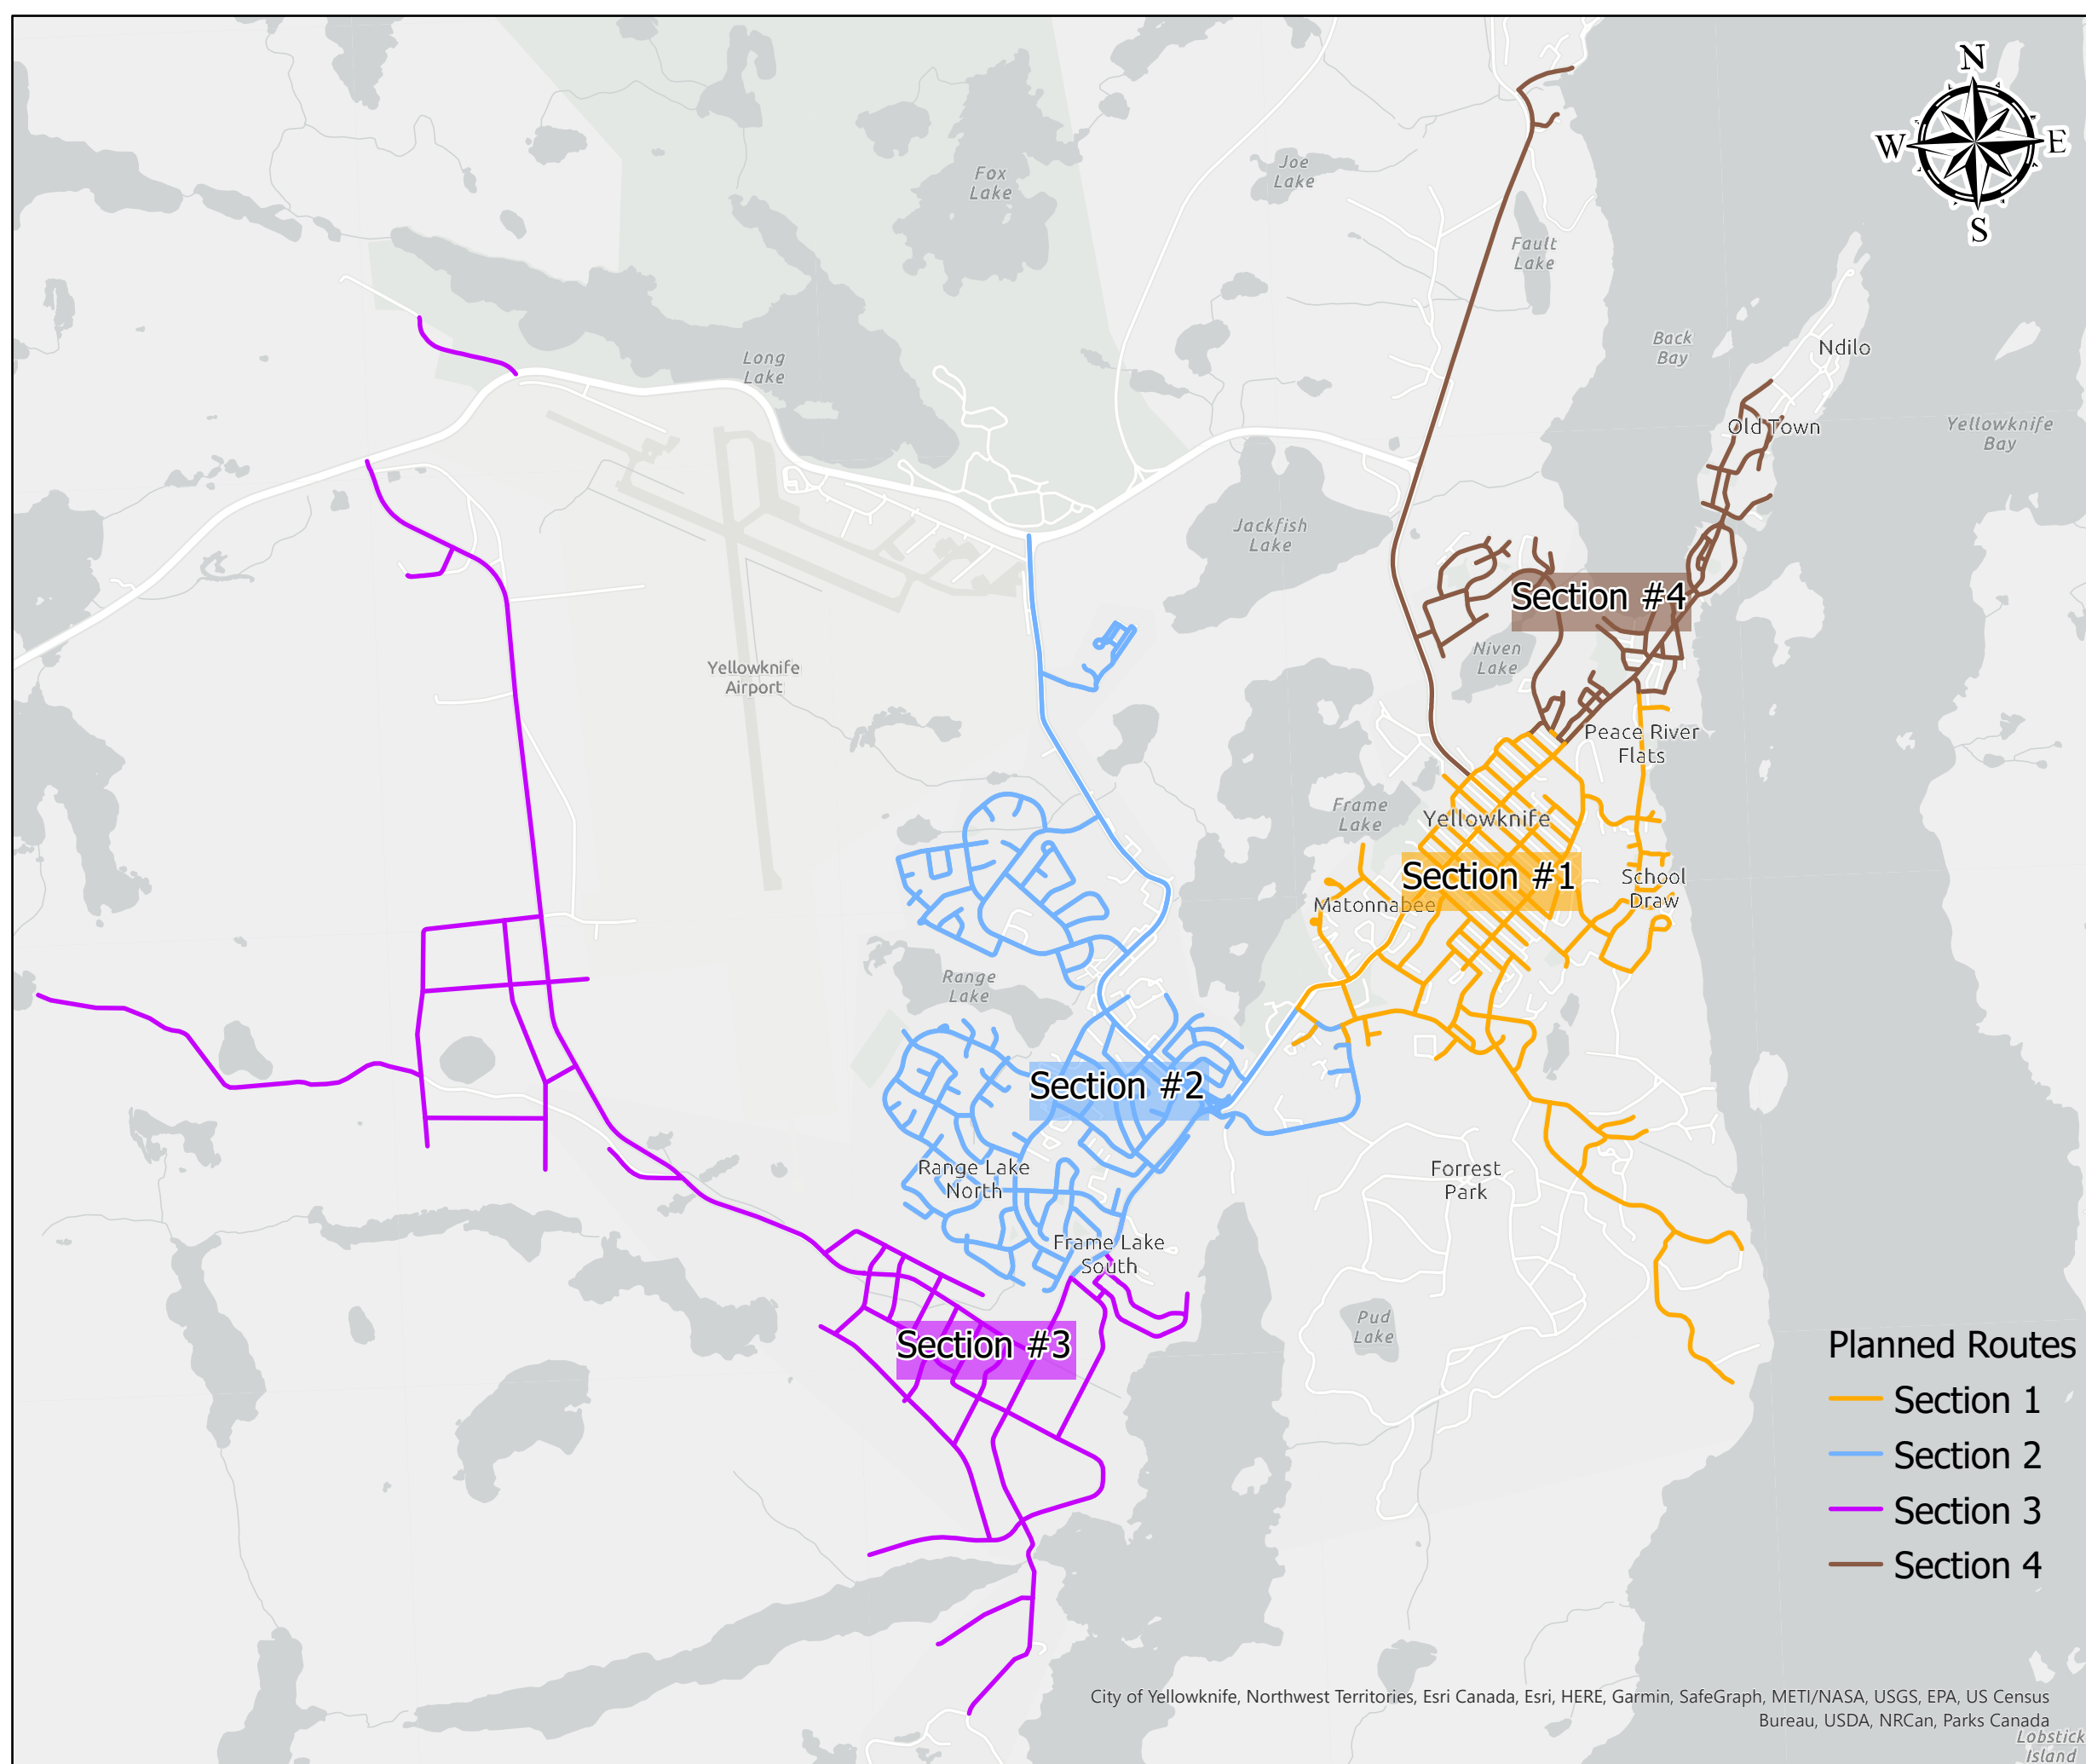 N
W
E
S
Fox
Lake
Joe
Lake
Fault
Lake
Long
Lake
Back
Bay
Ndilo
Old Town
Yellowknife
Bay
Jackfish
Lake
Section #4
Niven
Lake
Yellowknife
Airport
Peace River
Flats
Frame
Lake
Yellowknife
Section #1
School
Draw
Matonnabee
Range
Lake
Section #2
Range Lake
North
Forrest
Park
Frame Lake
South
Pud
Lake
Section #3
Planned Routes
Section 1
Section 2
Section 3
Section 4
City of Yellowknife, Northwest Territories, Esri Canada, Esri, HERE, Garmin, SafeGraph, METI/NASA, USGS, EPA, US Census
Bureau, USDA, NRCan, Parks Canada
Lobstick
Island